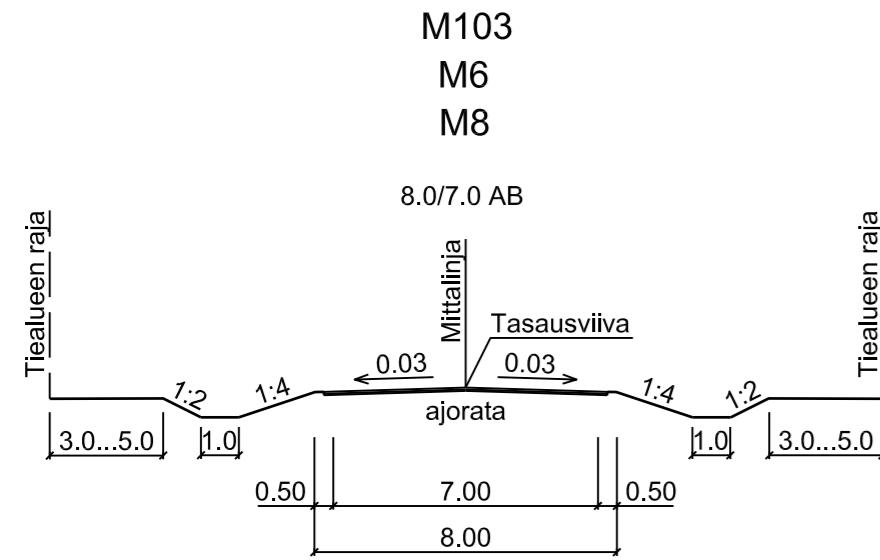 M103
M6
M8
8.0/7.0 AB
Tiealueen raja
Mittalinja
Tiealueen raja
Tasausviiva
0.03
0.03
1:2
1:4
1:4
1:2
ajorata
3.0...5.0
1.0
1.0
3.0...5.0
0.50
7.00
0.50
8.00